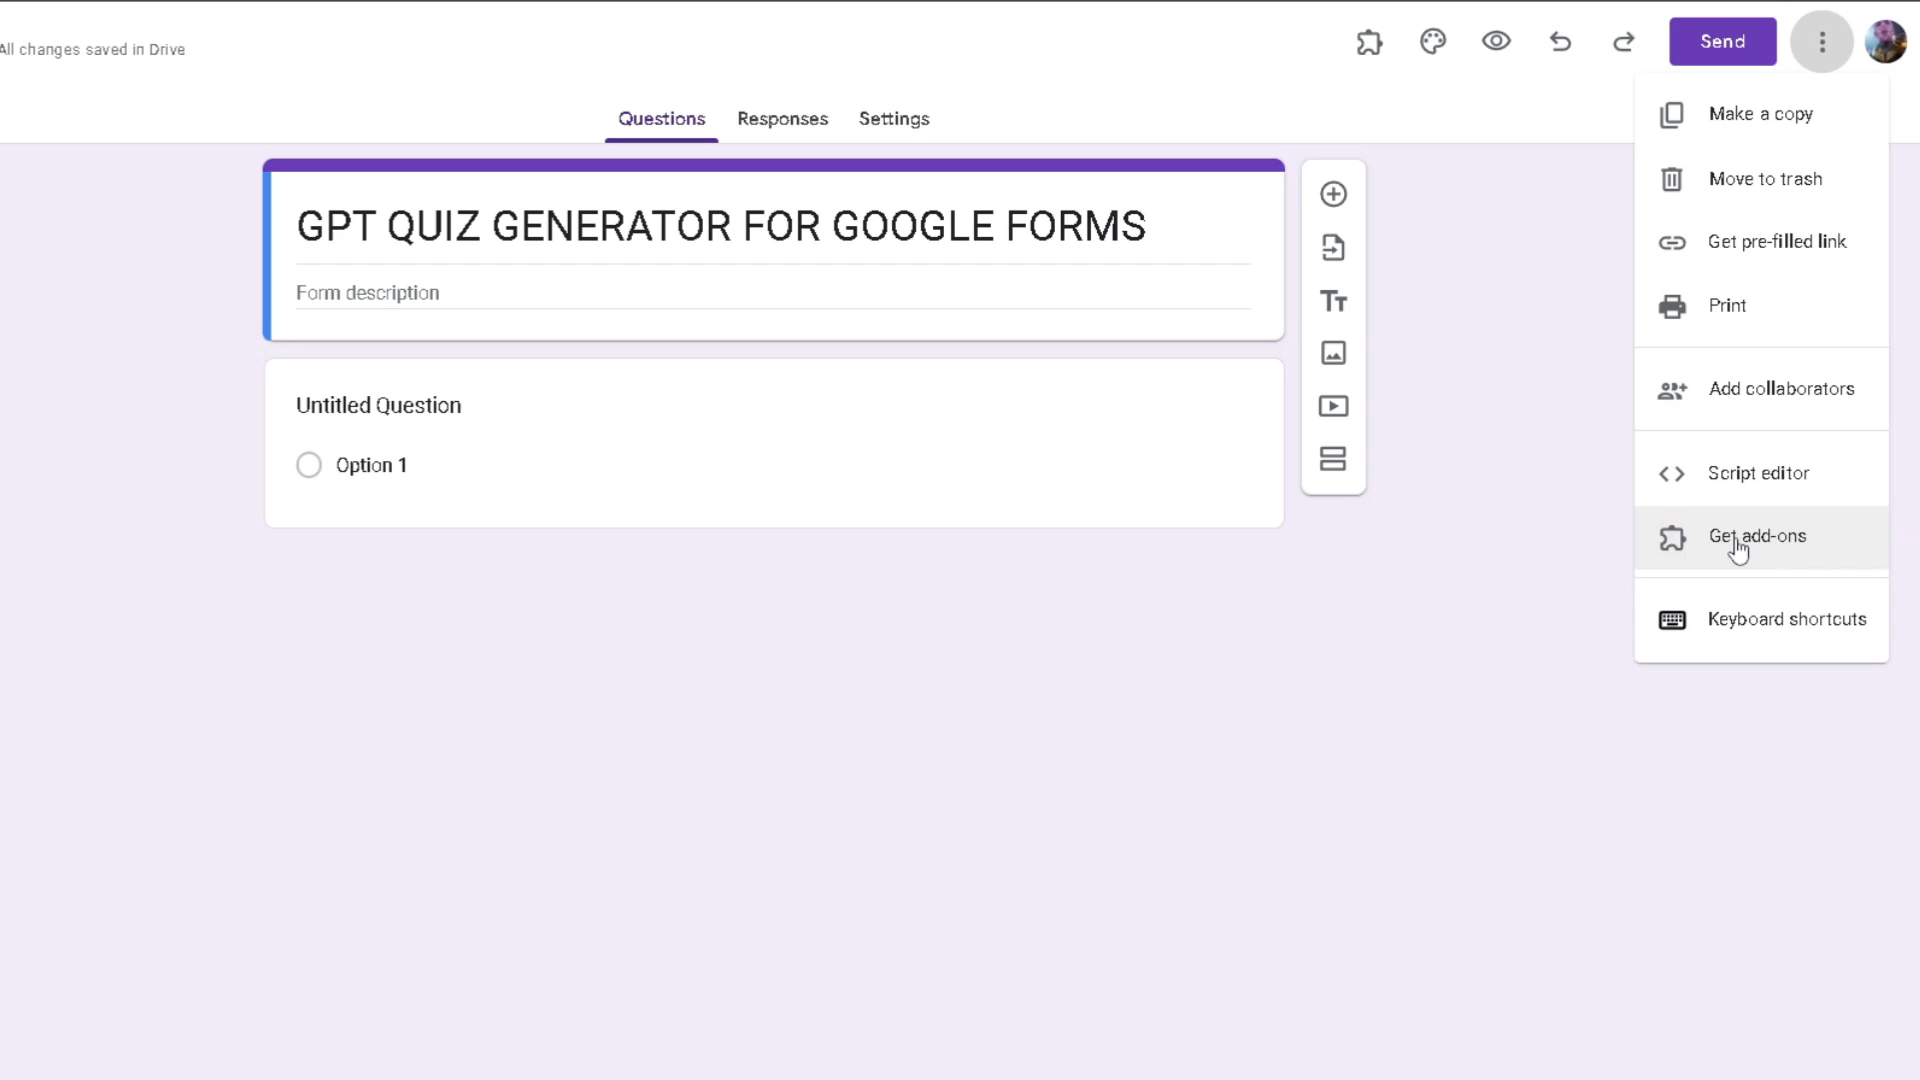 All changes saved in Drive
Send
Questions Responses Settings
GPT QUIZ GENERATOR FOR GOOGLE FORMS
Form description
Untitled Question
Option 1
Tт
Make a copy
Move to trash
Get pre-filled link
Print
Add collaborators
Script editor
Get add-ons
Keyboard shortcuts